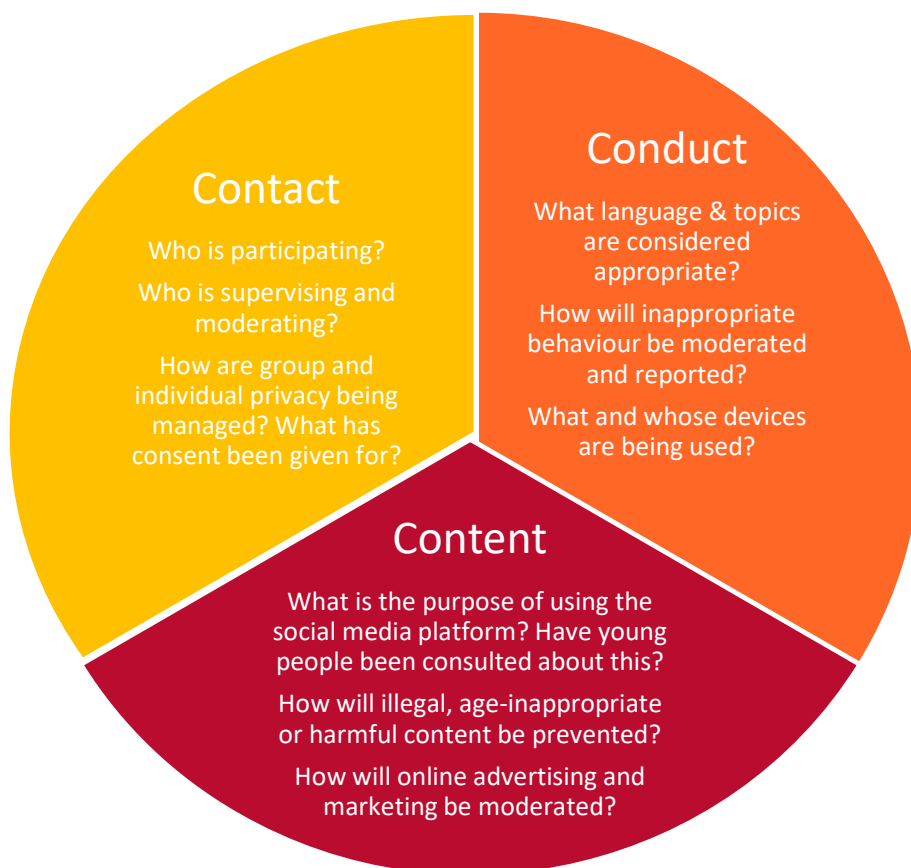 Contact
Who is participating?
Who is supervising and
moderating?
How are group and
individual privacy being
managed? What has
consent been given for?
Conduct
What language & topics
are considered
appropriate?
How will inappropriate
behaviour be moderated
and reported?
What and whose devices
are being used?
Content
What is the purpose of using the
social media platform? Have young
people been consulted about this?
How will illegal, age-inappropriate
or harmful content be prevented?
How will online advertising and
marketing be moderated?